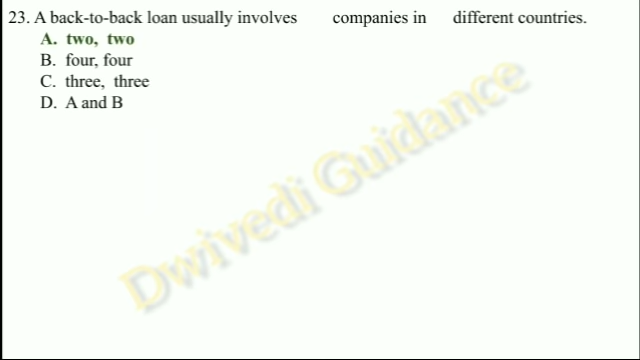 23. A back-to-back loan usually involves companies in different countries.
A. two, two
B. four, four
C. three, three
D. A and B
Dwivedi Guidance